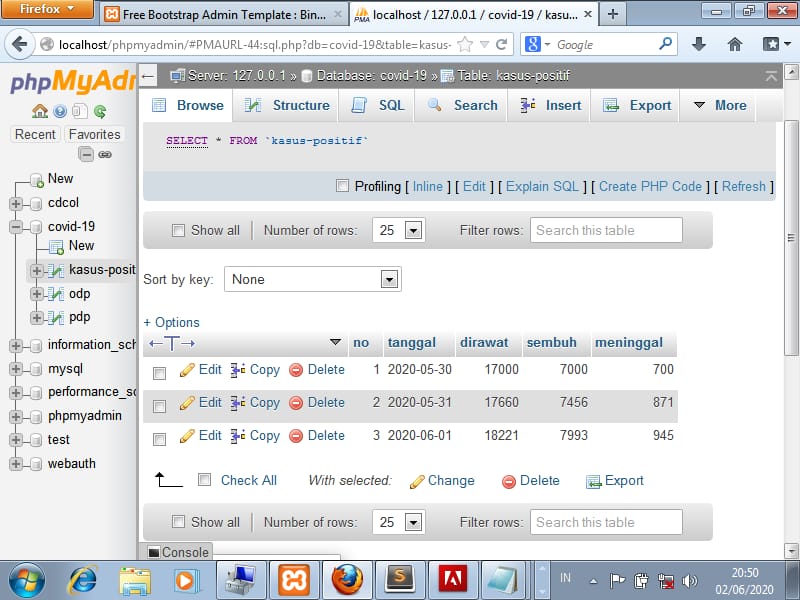 Firefox
Free Bootstrap Admin Template : Bin...
localhost / 127.0.0.1 / covid-19 / kasu...
localhost/phpmyadmin/#PMAURL-44:sql.php?db=covid-19&table=kasus-
Google
phpMyAdm
Server: 127.0.0.1 » Database: covid-19 » Table: kasus-positif
Browse Structure SQL Search Insert Export More
Recent Favorites
SELECT * FROM `kasus-positif`
Profiling [ Inline ] [ Edit ] [ Explain SQL ] [ Create PHP Code ] [ Refresh ]
New
cdcol
covid-19
New
kasus-posit
odp
pdp
information_sch
mysql
performance_sc
phpmyadmin
test
webauth
Show all Number of rows: 25 Filter rows: Search this table
Sort by key: None
+ Options
←T→ no tanggal dirawat sembuh meninggal
Edit Copy Delete 1 2020-05-30 17000 7000 700
Edit Copy Delete 2 2020-05-31 17660 7456 871
Edit Copy Delete 3 2020-06-01 18221 7993 945
Check All With selected: Change Delete Export
Show all Number of rows: 25 Filter rows: Search this table
Console
IN
20:50
02/06/2020